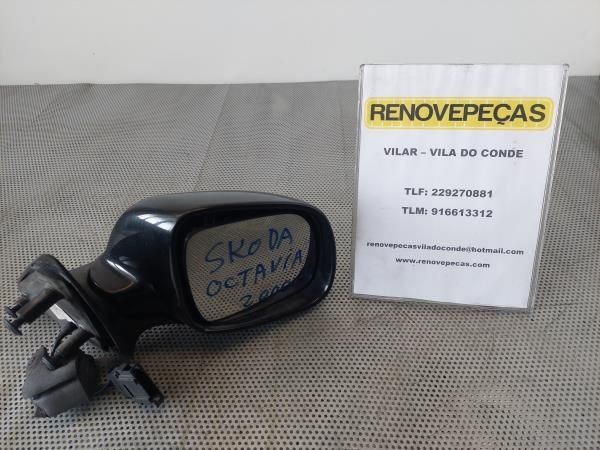 RENOVEPEÇAS
VILAR – VILA DO CONDE
TLF: 229270881
TLM: 916613312
renovepecasviladoconde@hotmail.com
www.renovepecas.com
SKODA
OCTAVIA